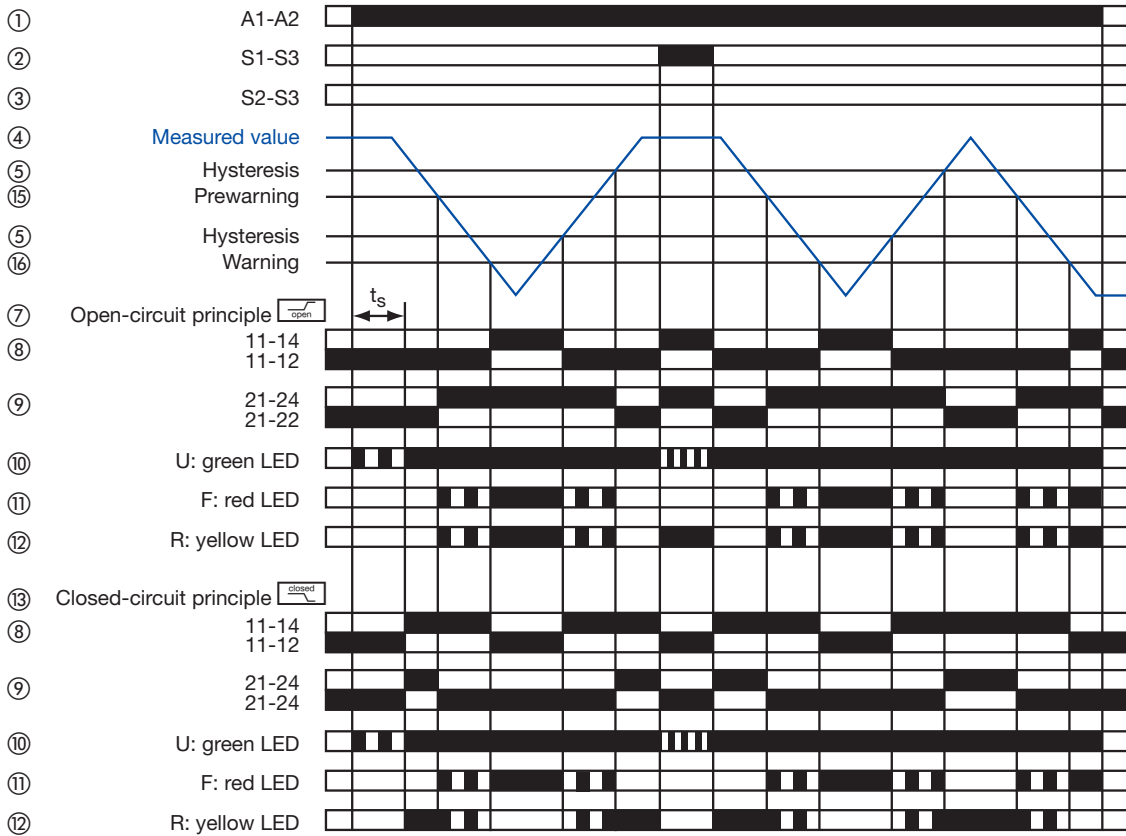 ① A1-A2
② S1-S3
③ S2-S3
④ Measured value
⑤ Hysteresis
⑮ Prewarning
⑤ Hysteresis
⑯ Warning
ts
⑦ Open-circuit principle open
⑧ 11-14
11-12
⑨ 21-24
21-22
⑩ U: green LED
⑪ F: red LED
⑫ R: yellow LED
⑬ Closed-circuit principle closed
⑧ 11-14
11-12
⑨ 21-24
21-24
⑩ U: green LED
⑪ F: red LED
⑫ R: yellow LED